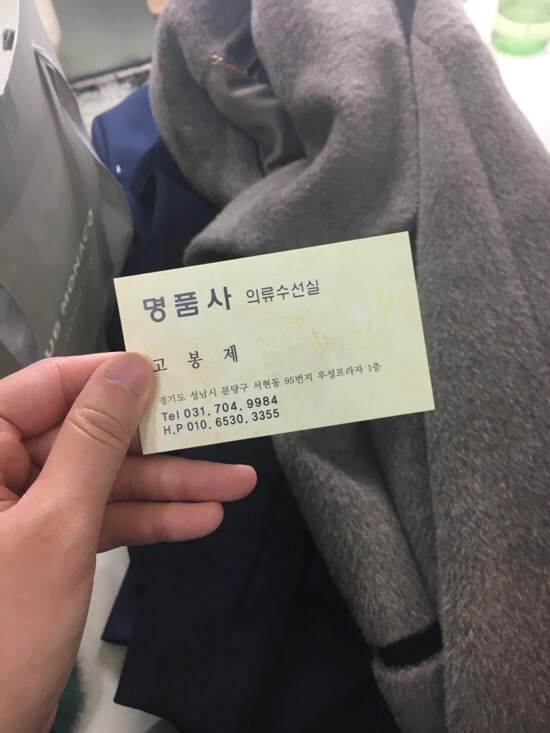 명품사 의류수선실
고 봉 제
경기도 성남시 분당구 서현동 95번지 우성프라자 1층
Tel 031. 704. 9984
H.P 010. 6530. 3355
UB MONACO